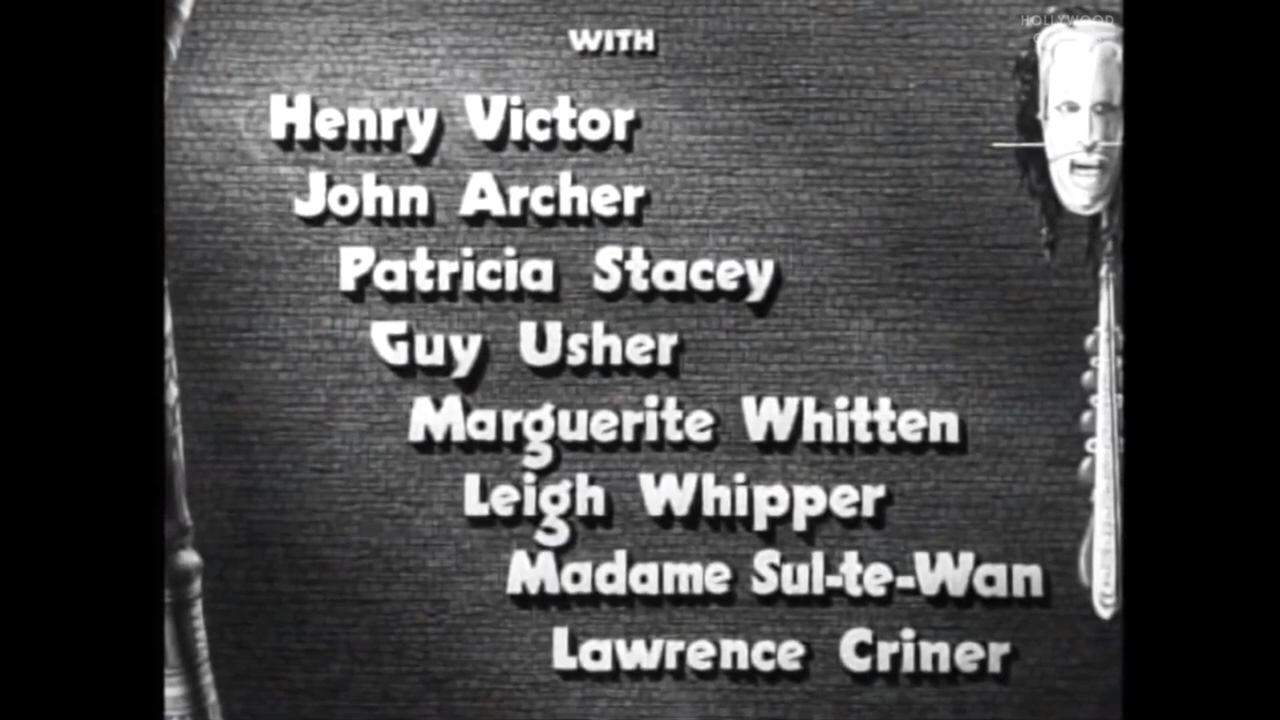 HOLLYWOOD
WITH
Henry Victor
John Archer
Patricia Stacey
Guy Usher
Marguerite Whitten
Leigh Whipper
Madame Sul-te-Wan
Lawrence Criner